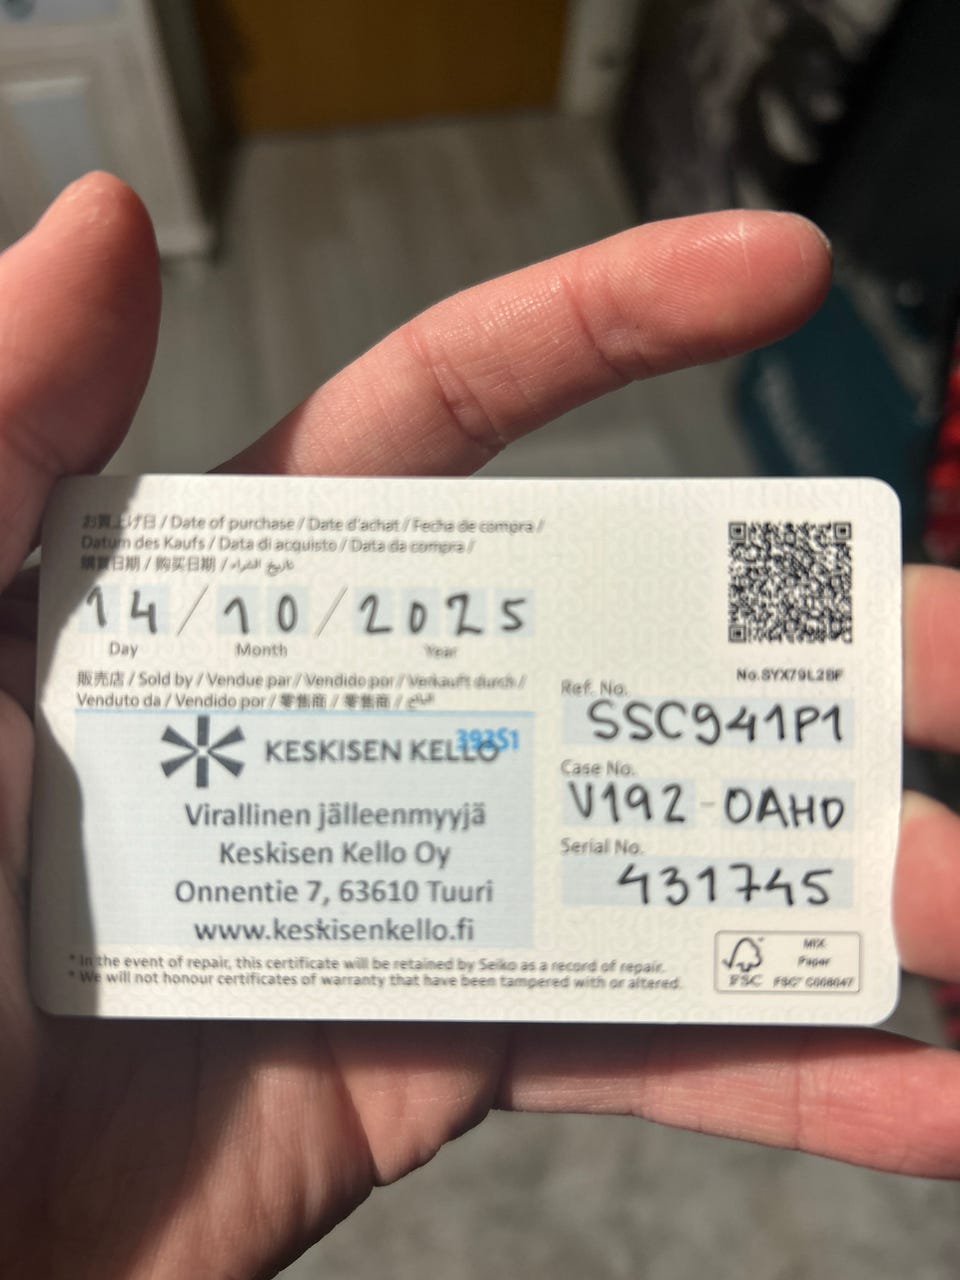 お買上げ日 / Date of purchase / Date d'achat / Fecha de compra /
Datum des Kaufs / Data di acquisto / Data da compra /
購買日期 / 购买日期 / تاريخ الشراء
14 / 10 / 2025
Day Month Year
販売店 / Sold by / Vendue par / Vendido por / Verkauft durch /
Venduto da / Vendido por / 零售商 / 零售商 / البائع
KESKISEN KELLO
39351
Virallinen jälleenmyyjä
Keskisen Kello Oy
Onnentie 7, 63610 Tuuri
www.keskisenkello.fi
No.SYX79L2BF
Ref. No.
SSC941P1
Case No.
V192-0AH0
Serial No.
431745
* In the event of repair, this certificate will be retained by Seiko as a record of repair.
* We will not honour certificates of warranty that have been tampered with or altered.
MIX
Paper
FSC FSC® C008047